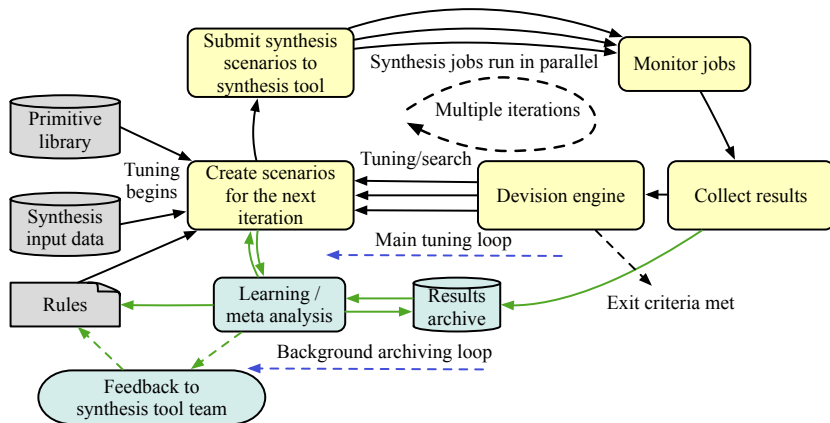 Submit synthesis
scenarios to
synthesis tool
Synthesis jobs run in parallel
Monitor jobs
Multiple iterations
Primitive
library
Tuning
begins
Create scenarios
for the next
iteration
Tuning/search
Devision engine
Collect results
Synthesis
input data
Main tuning loop
Rules
Learning /
meta analysis
Results
archive
Exit criteria met
Background archiving loop
Feedback to
synthesis tool team